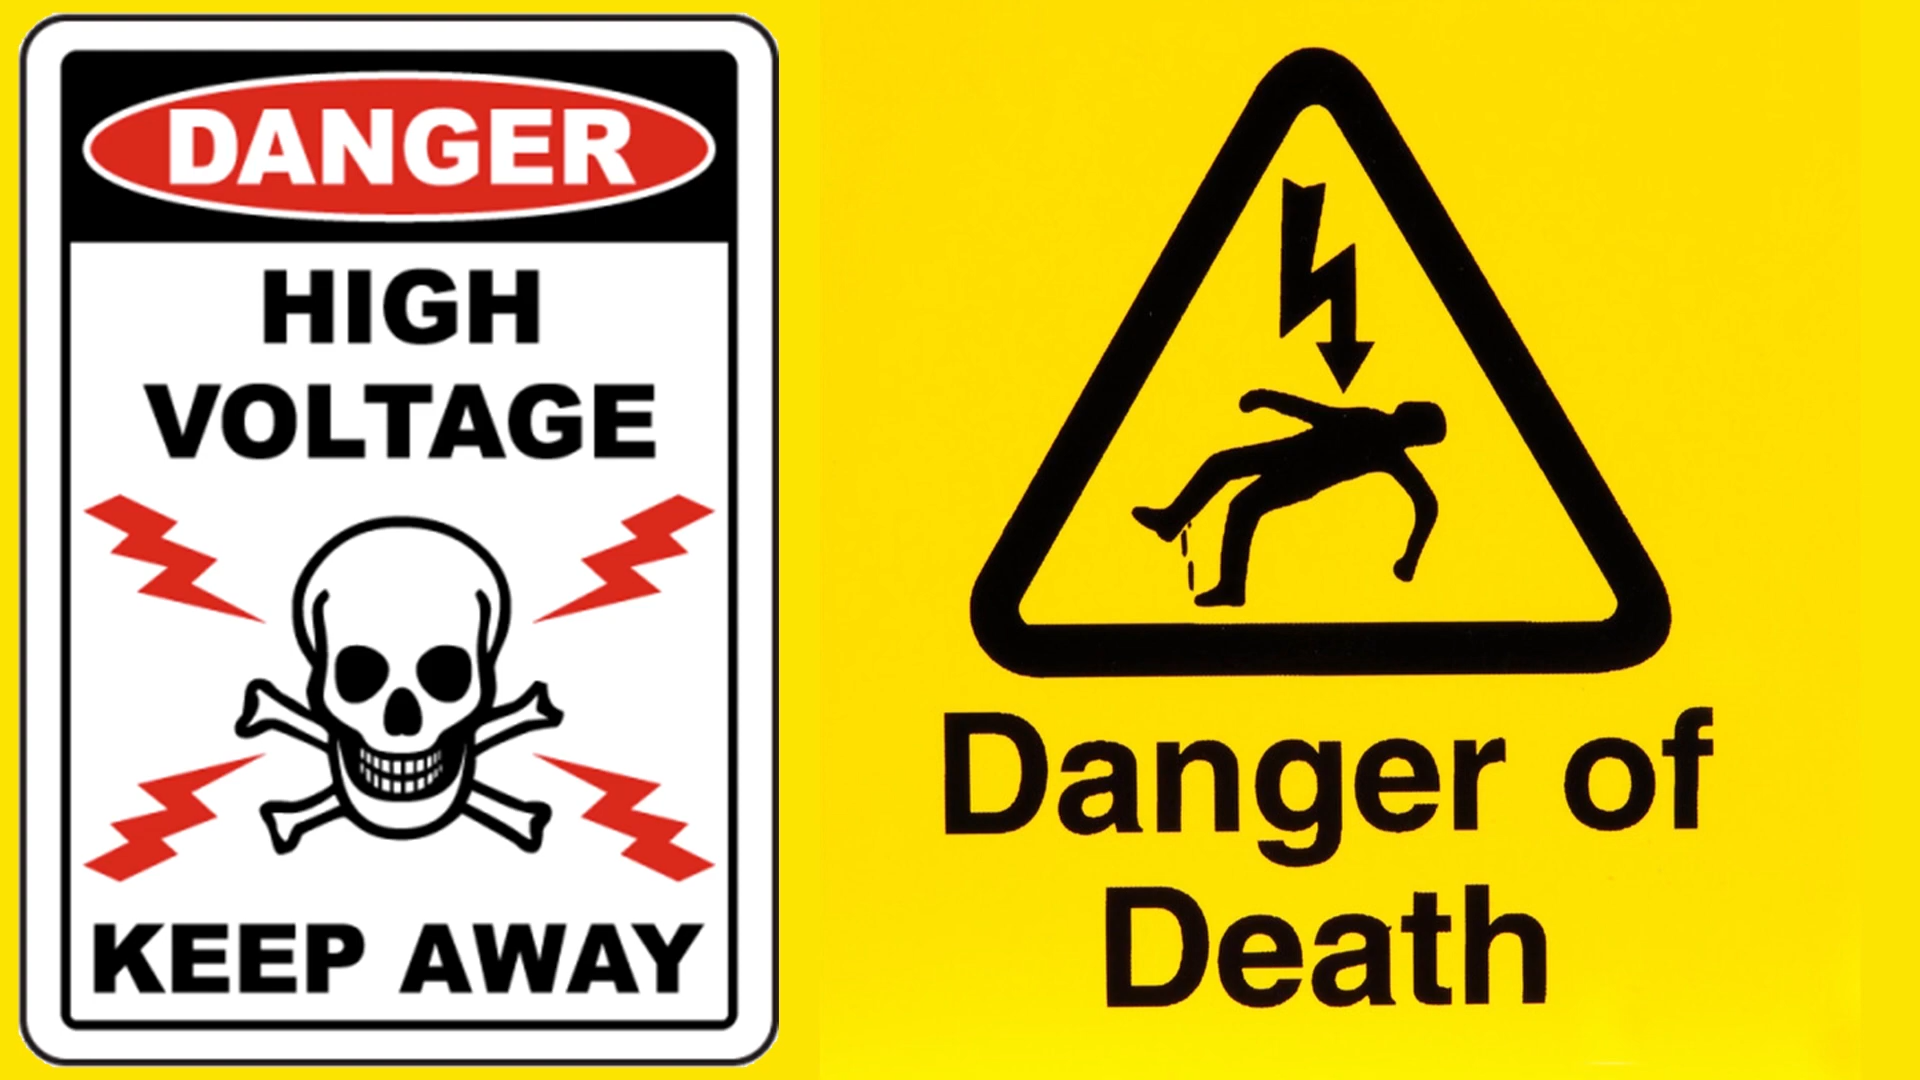 DANGER
HIGH
VOLTAGE
KEEP AWAY
Danger of
Death